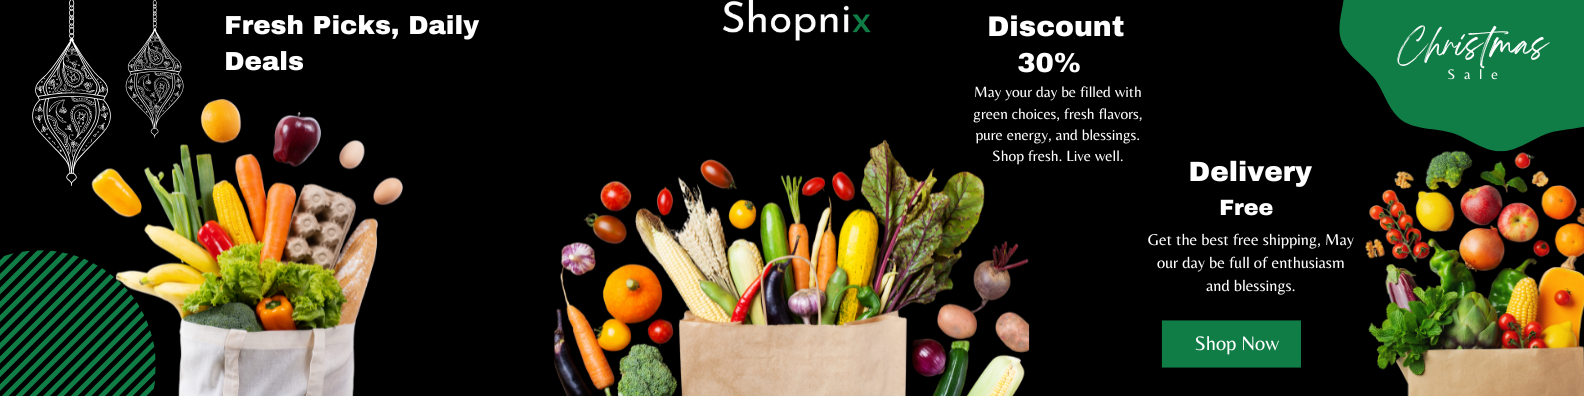 Fresh Picks, Daily
Deals
Shopnix
Discount
30%
May your day be filled with
green choices, fresh flavors,
pure energy, and blessings.
Shop fresh. Live well.
Christmas
Sale
Delivery
Free
Get the best free shipping, May
our day be full of enthusiasm
and blessings.
Shop Now